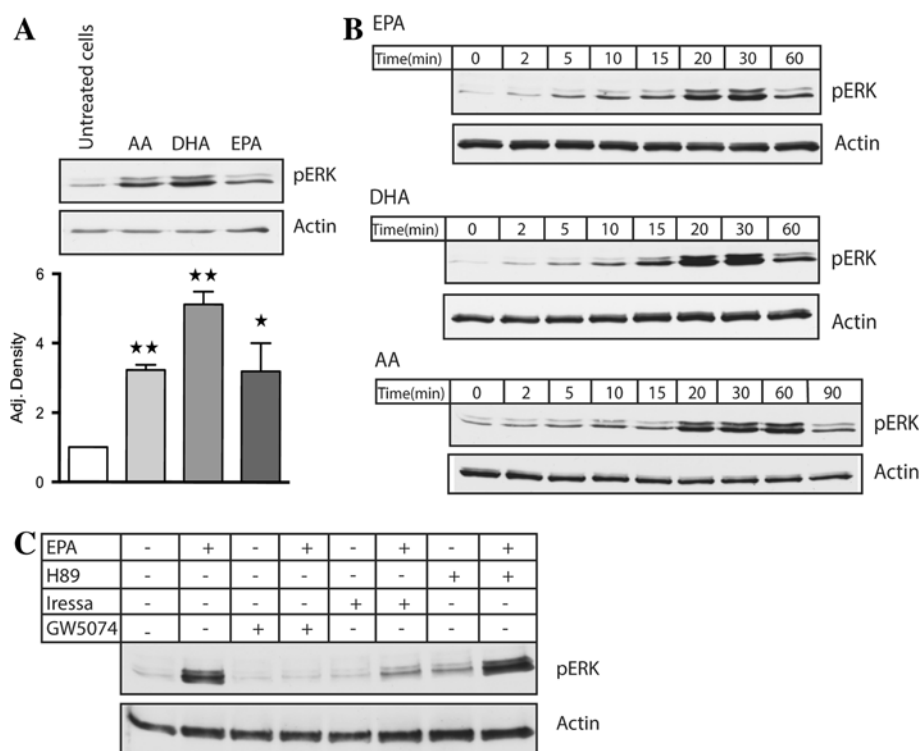 A
Untreated cells
AA DHA EPA
pERK
Actin
6
4
2
0
Adj. Density
★★
★★
★
B
EPA
Time(min) 0 2 5 10 15 20 30 60
pERK
Actin
DHA
Time(min) 0 2 5 10 15 20 30 60
pERK
Actin
AA
Time(min) 0 2 5 10 15 20 30 60 90
pERK
Actin
C
EPA - + - + - + - +
H89 - - - - - - + +
Iressa - - - - + + - -
GW5074 - - + + - - - -
pERK
Actin